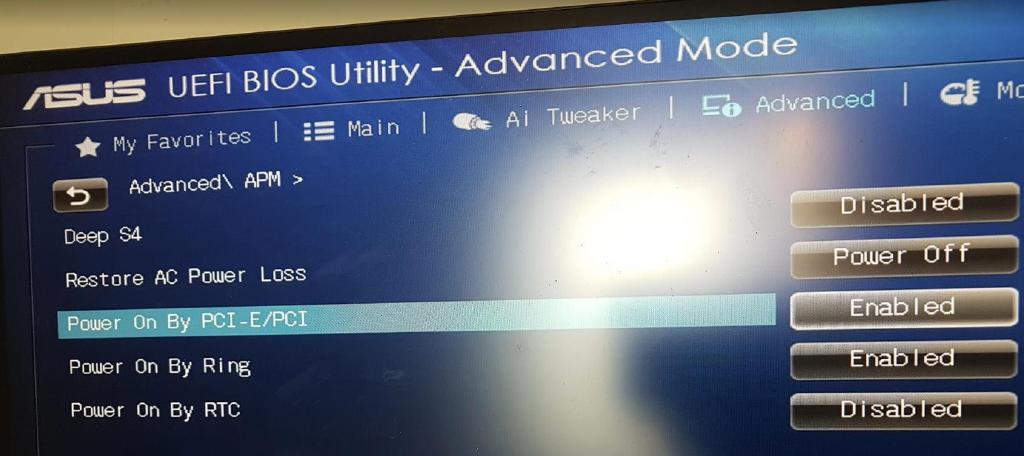 ASUS UEFI BIOS Utility - Advanced Mode
My Favorites | Main | Ai Tweaker | Advanced |
Advanced\ APM >
Deep S4 Disabled
Restore AC Power Loss Power Off
Power On By PCI-E/PCI Enabled
Power On By Ring Enabled
Power On By RTC Disabled